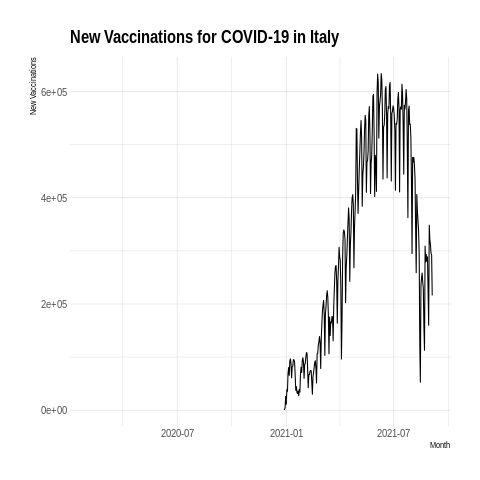 New Vaccinations for COVID-19 in Italy
New Vaccinations
6e+05
4e+05
2e+05
0e+00
2020-07 2021-01 2021-07
Month